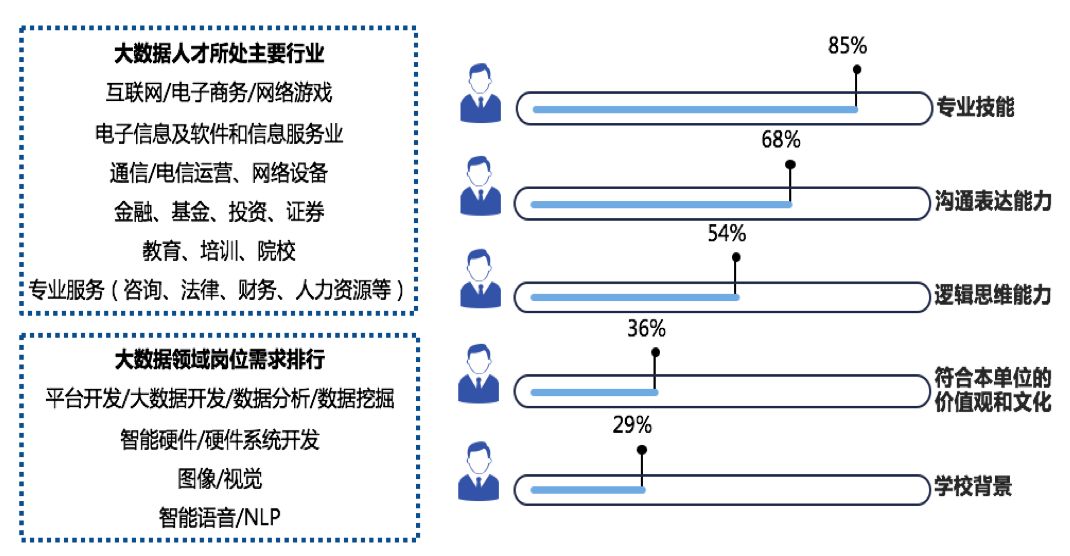 大数据人才所处主要行业
互联网/电子商务/网络游戏
电子信息及软件和信息服务业
通信/电信运营、网络设备
金融、基金、投资、证券
教育、培训、院校
专业服务（咨询、法律、财务、人力资源等）
大数据领域岗位需求排行
平台开发/大数据开发/数据分析/数据挖掘
智能硬件/硬件系统开发
图像/视觉
智能语音/NLP
85%
专业技能
68%
沟通表达能力
54%
逻辑思维能力
36%
符合本单位的
价值观和文化
29%
学校背景